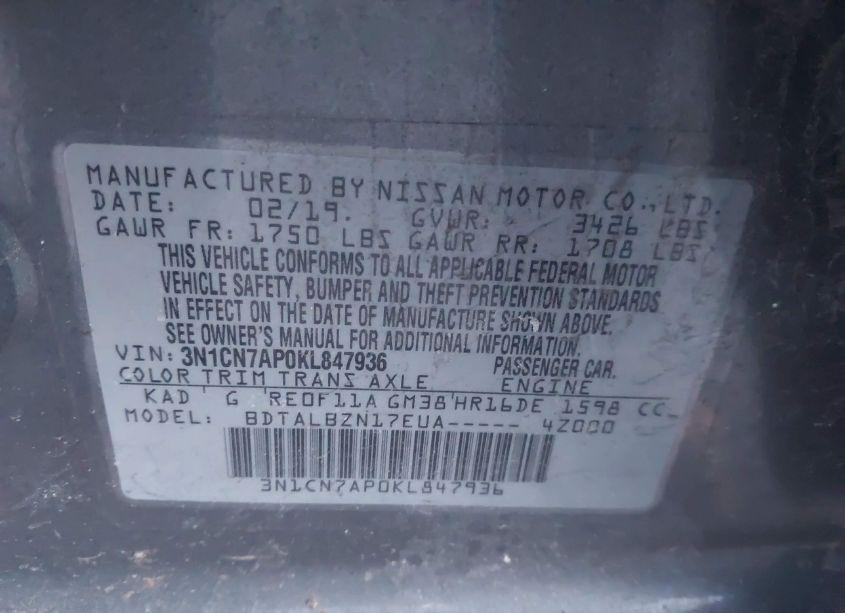 MANUFACTURED BY NISSAN MOTOR CO., LTD.
DATE: 02/19. GVWR: 3426 LBS
GAWR FR: 1750 LBS GAWR RR: 1708 LBS
THIS VEHICLE CONFORMS TO ALL APPLICABLE FEDERAL MOTOR
VEHICLE SAFETY, BUMPER AND THEFT PREVENTION STANDARDS
IN EFFECT ON THE DATE OF MANUFACTURE SHOWN ABOVE.
SEE OWNER'S MANUAL FOR ADDITIONAL INFORMATION.
VIN: 3N1CN7AP0KL847936 PASSENGER CAR.
COLOR TRIM TRANS AXLE ENGINE
KAD G RE0F11A GM38 HR16DE 1598 CC
MODEL: BDTALBZN17EUA----- 4Z000
3N1CN7AP0KL847936